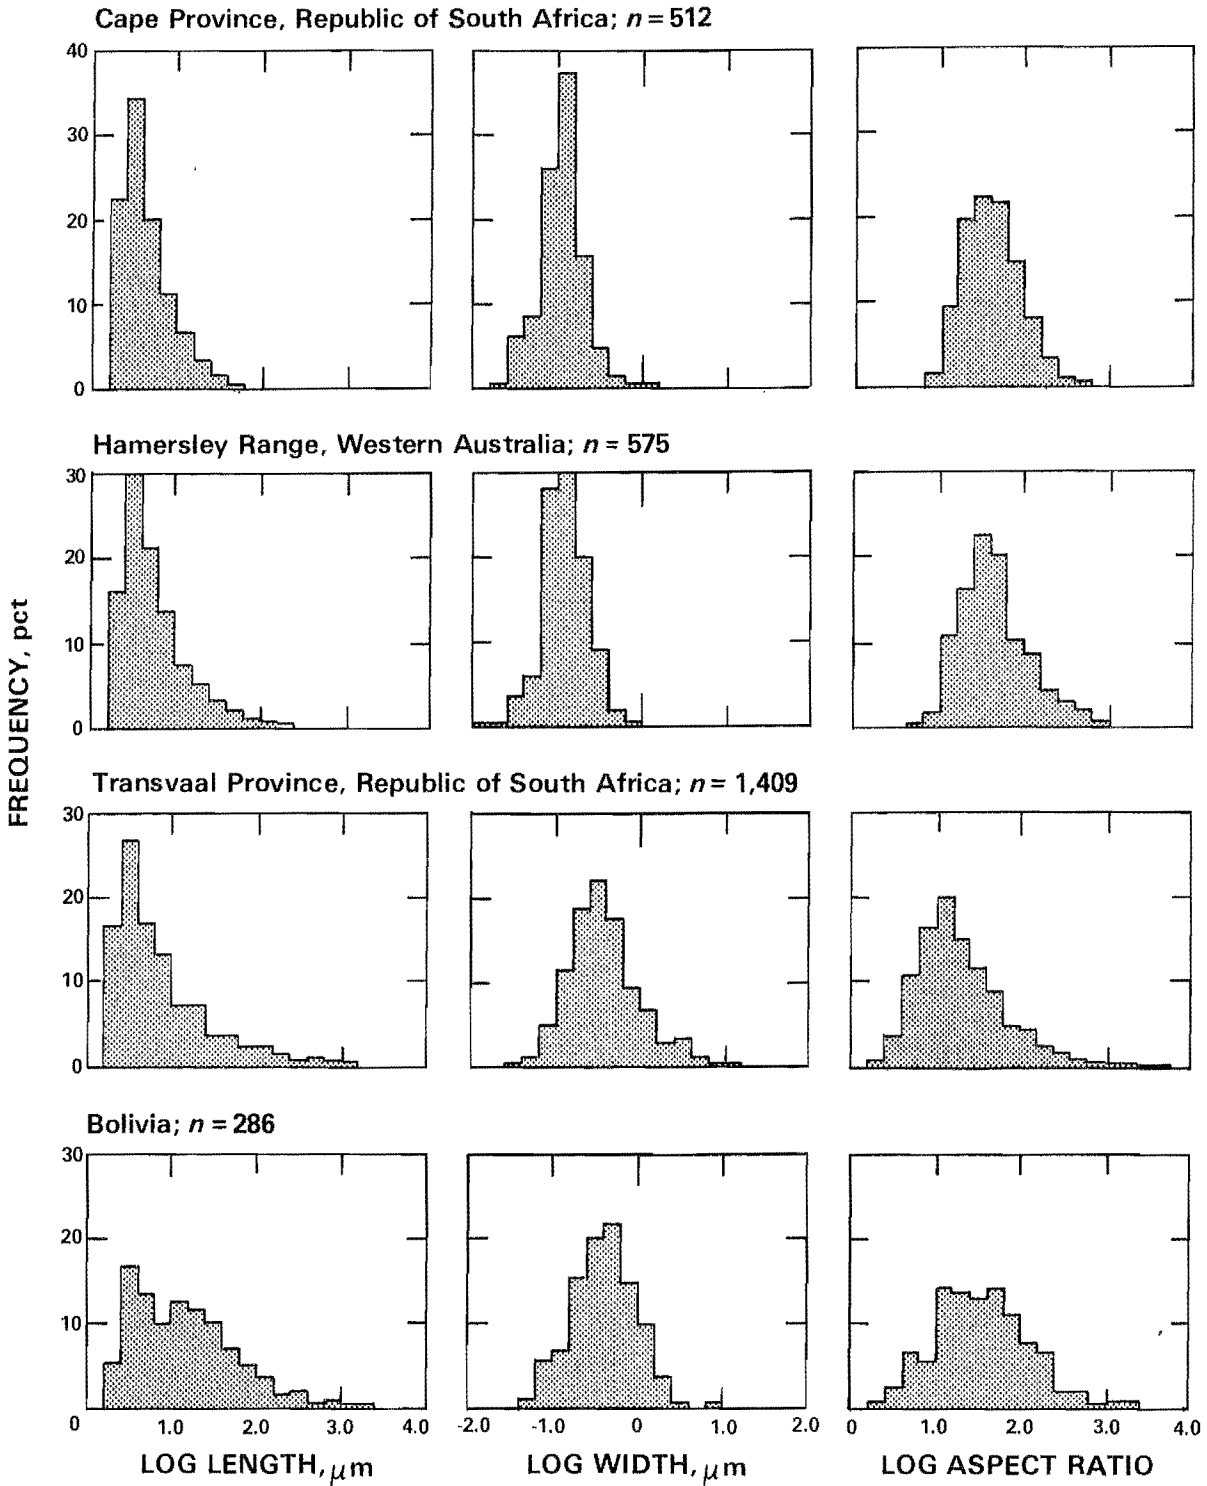 Cape Province, Republic of South Africa; n = 512
40
30
20
10
0
Hamersley Range, Western Australia; n = 575
30
20
10
0
FREQUENCY, pct
Transvaal Province, Republic of South Africa; n = 1,409
30
20
10
0
Bolivia; n = 286
30
20
10
0 1.0 2.0 3.0 4.0 -2.0 -1.0 0 1.0 2.0 0 1.0 2.0 3.0 4.0
LOG LENGTH, μm LOG WIDTH, μm LOG ASPECT RATIO